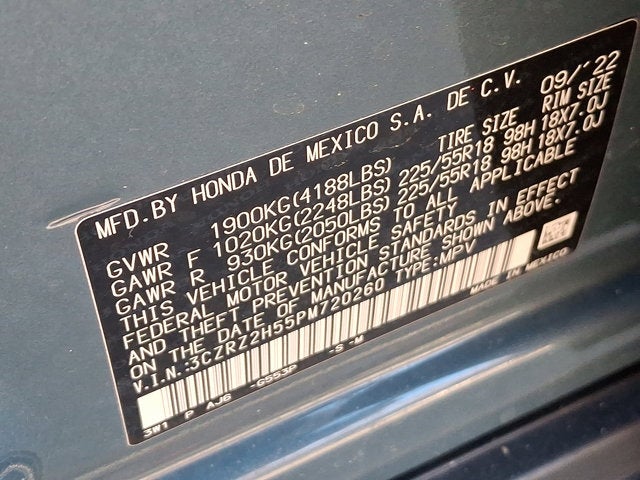 MFD. BY HONDA DE MEXICO S.A. DE C.V. 09/'22
TIRE SIZE RIM SIZE
GVWR 1900KG(4188LBS)
GAWR F 1020KG(2248LBS) 225/55R18 98H 18X7.0J
GAWR R 930KG(2050LBS) 225/55R18 98H 18X7.0J
THIS VEHICLE CONFORMS TO ALL APPLICABLE
FEDERAL MOTOR VEHICLE SAFETY
AND THEFT PREVENTION STANDARDS IN EFFECT
ON THE DATE OF MANUFACTURE SHOWN ABOVE.
V.I.N.:3CZRZ2H55PM720260 TYPE:MPV
MADE IN MEXICO
3W1 P AJG -G553P -S-M